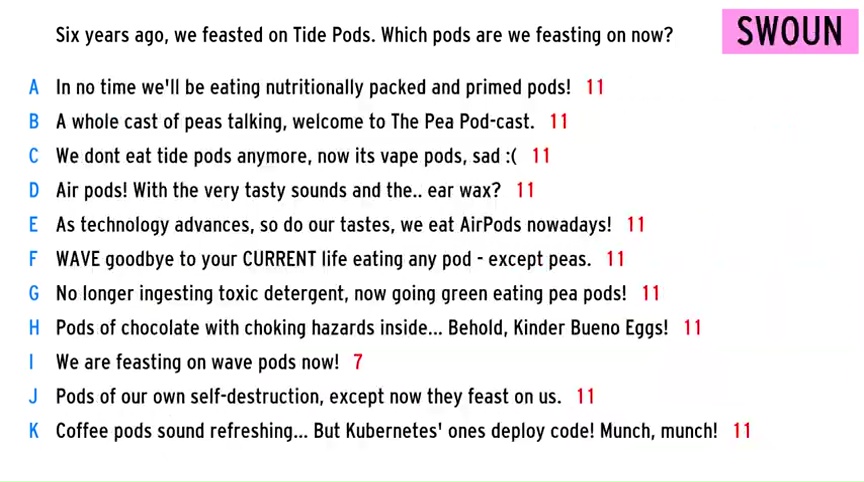 Six years ago, we feasted on Tide Pods. Which pods are we feasting on now?
SWOUN
A In no time we'll be eating nutritionally packed and primed pods! 11
B A whole cast of peas talking, welcome to The Pea Pod-cast. 11
C We dont eat tide pods anymore, now its vape pods, sad :( 11
D Air pods! With the very tasty sounds and the.. ear wax? 11
E As technology advances, so do our tastes, we eat AirPods nowadays! 11
F WAVE goodbye to your CURRENT life eating any pod - except peas. 11
G No longer ingesting toxic detergent, now going green eating pea pods! 11
H Pods of chocolate with choking hazards inside... Behold, Kinder Bueno Eggs! 11
I We are feasting on wave pods now! 7
J Pods of our own self-destruction, except now they feast on us. 11
K Coffee pods sound refreshing... But Kubernetes' ones deploy code! Munch, munch! 11